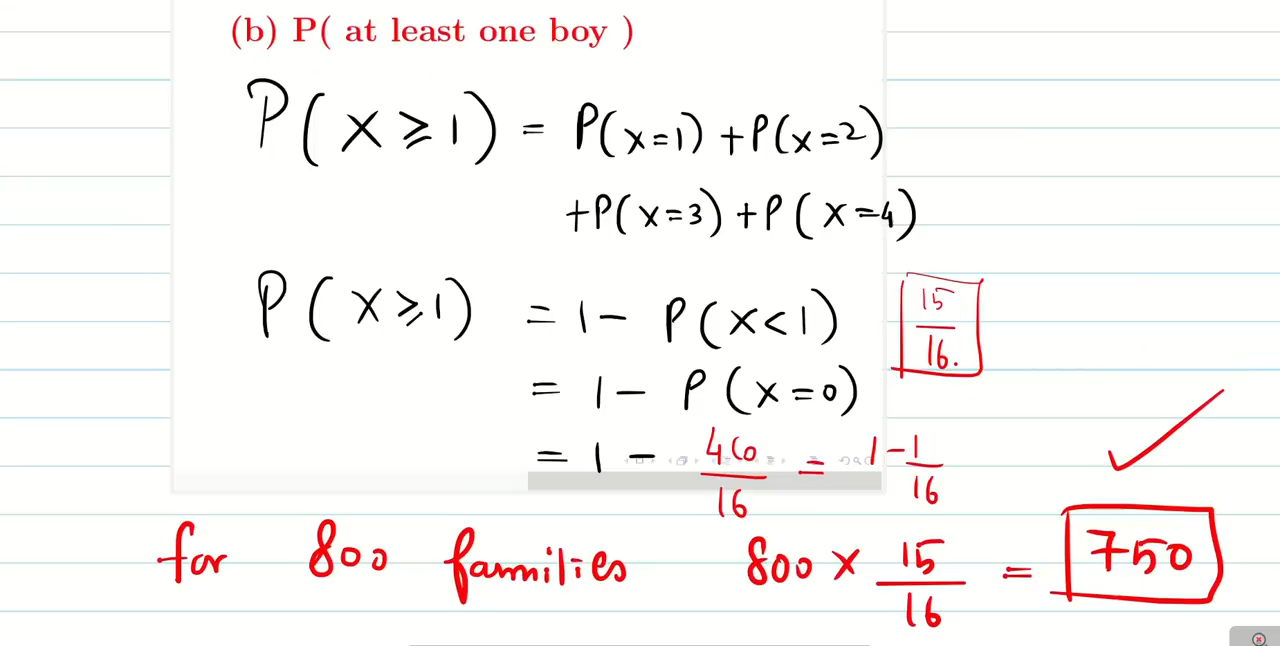 (b) P( at least one boy )
P(x ≥ 1) = P(x=1) + P(x=2)
+ P(x=3) + P(x=4)
P(x ≥ 1) = 1 - P(x < 1)
15/16.
= 1 - P(x=0)
= 1 - 4C0/16 = 1 - 1/16
for 800 families 800 × 15/16 = 750